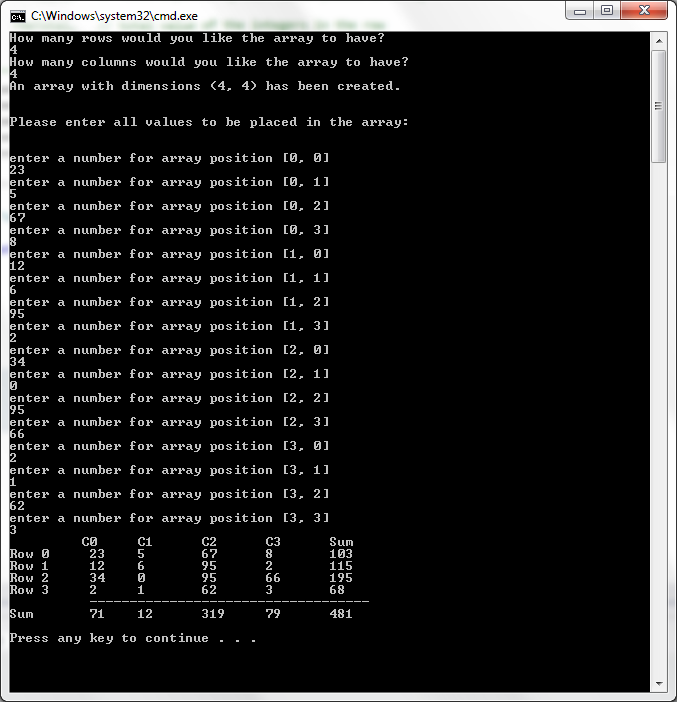 C:\Windows\system32\cmd.exe
How many rows would you like the array to have?
4
How many columns would you like the array to have?
4
An array with dimensions (4, 4) has been created.
Please enter all values to be placed in the array:
enter a number for array position [0, 0]
23
enter a number for array position [0, 1]
5
enter a number for array position [0, 2]
67
enter a number for array position [0, 3]
8
enter a number for array position [1, 0]
12
enter a number for array position [1, 1]
6
enter a number for array position [1, 2]
95
enter a number for array position [1, 3]
2
enter a number for array position [2, 0]
34
enter a number for array position [2, 1]
0
enter a number for array position [2, 2]
95
enter a number for array position [2, 3]
66
enter a number for array position [3, 0]
2
enter a number for array position [3, 1]
1
enter a number for array position [3, 2]
62
enter a number for array position [3, 3]
3
C0 C1 C2 C3 Sum
Row 0 23 5 67 8 103
Row 1 12 6 95 2 115
Row 2 34 0 95 66 195
Row 3 2 1 62 3 68
-----------------------------------
Sum 71 12 319 79 481
Press any key to continue . . .